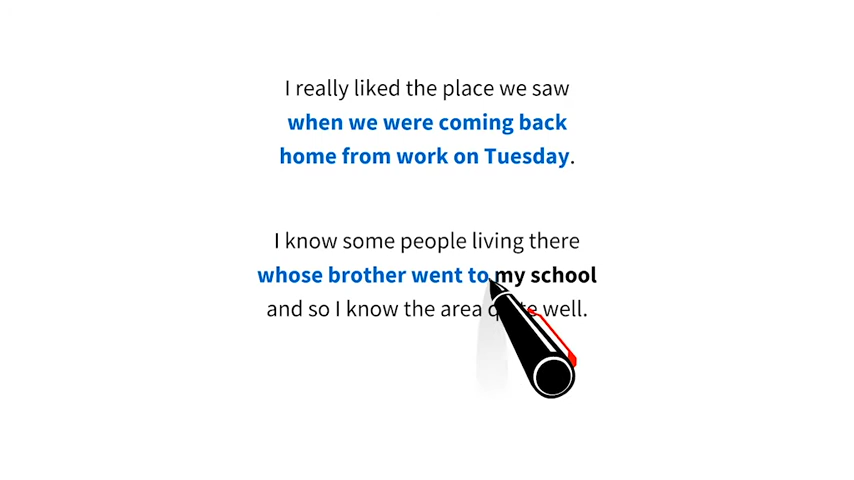 I really liked the place we saw
when we were coming back
home from work on Tuesday.
I know some people living there
whose brother went to my school
and so I know the area quite well.